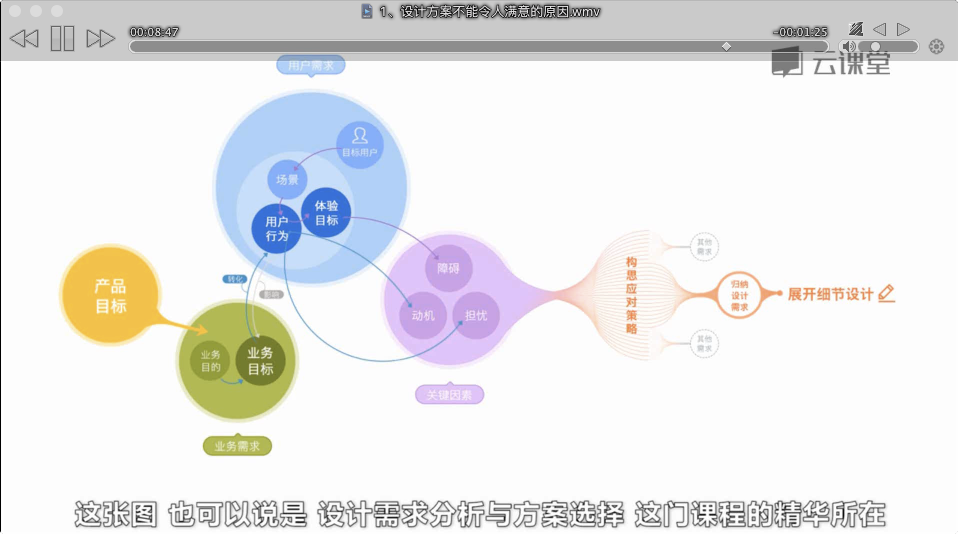 1、设计方案不能令人满意的原因.wmv
00:08:47
-00:01:25
云课堂
用户需求
目标用户
场景
体验
目标
用户
行为
产品
目标
转化
影响
业务
目的
业务
目标
业务需求
障碍
动机
担忧
关键因素
构思应对策略
其他
需求
归纳
设计
需求
展开细节设计
其他
需求
这张图 也可以说是 设计需求分析与方案选择 这门课程的精华所在